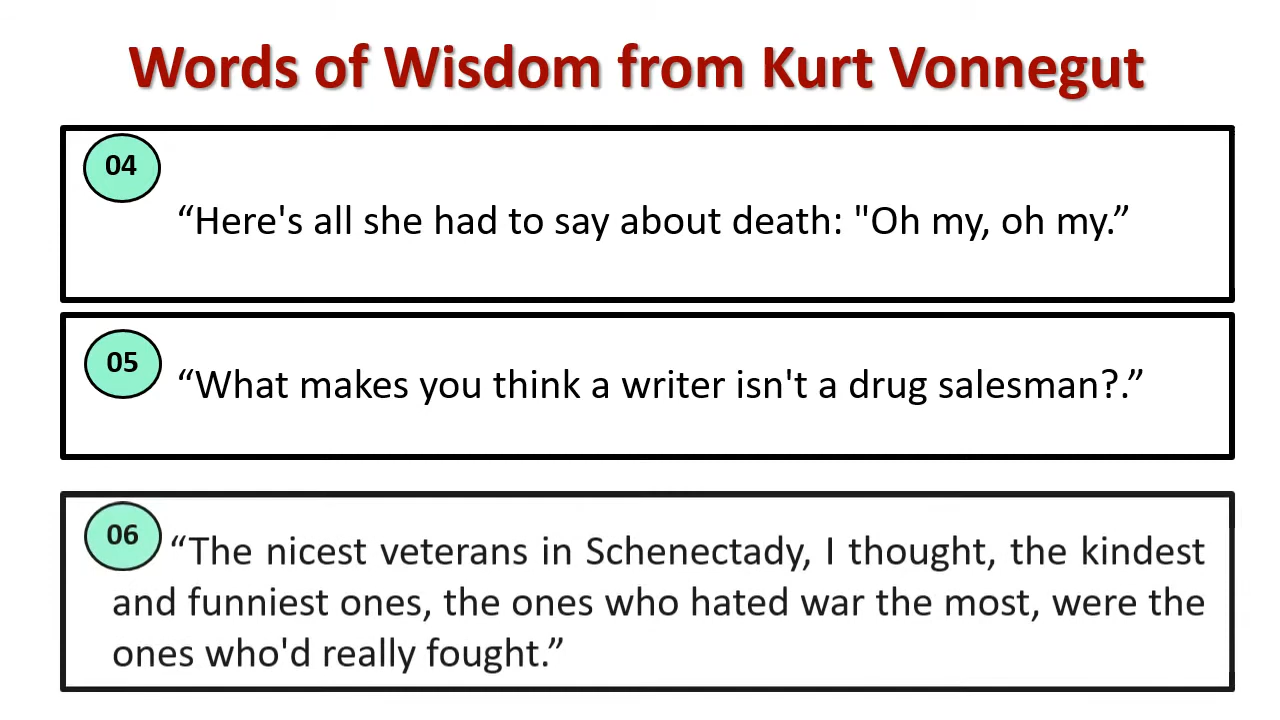 Words of Wisdom from Kurt Vonnegut
04
“Here's all she had to say about death: "Oh my, oh my.”
05
“What makes you think a writer isn't a drug salesman?.”
06
“The nicest veterans in Schenectady, I thought, the kindest
and funniest ones, the ones who hated war the most, were the
ones who'd really fought.”